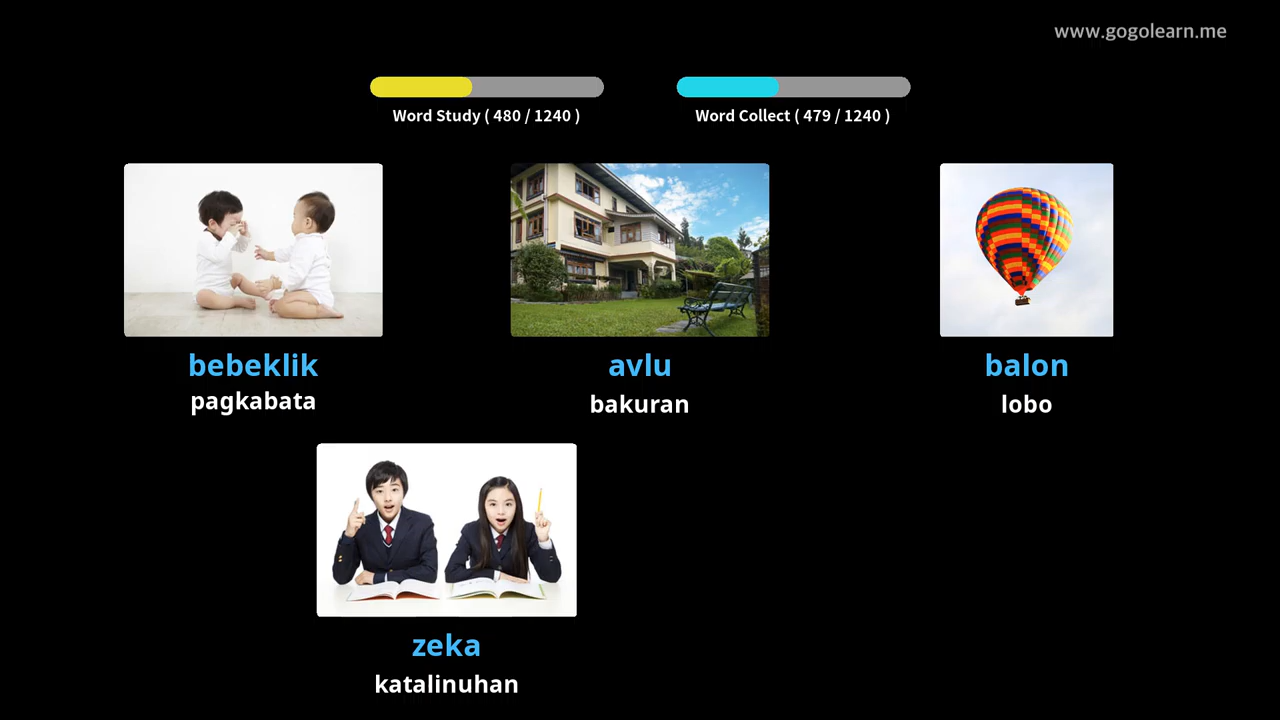 www.gogolearn.me
Word Study ( 480 / 1240 )
Word Collect ( 479 / 1240 )
bebeklik
pagkabata
avlu
bakuran
balon
lobo
zeka
katalinuhan